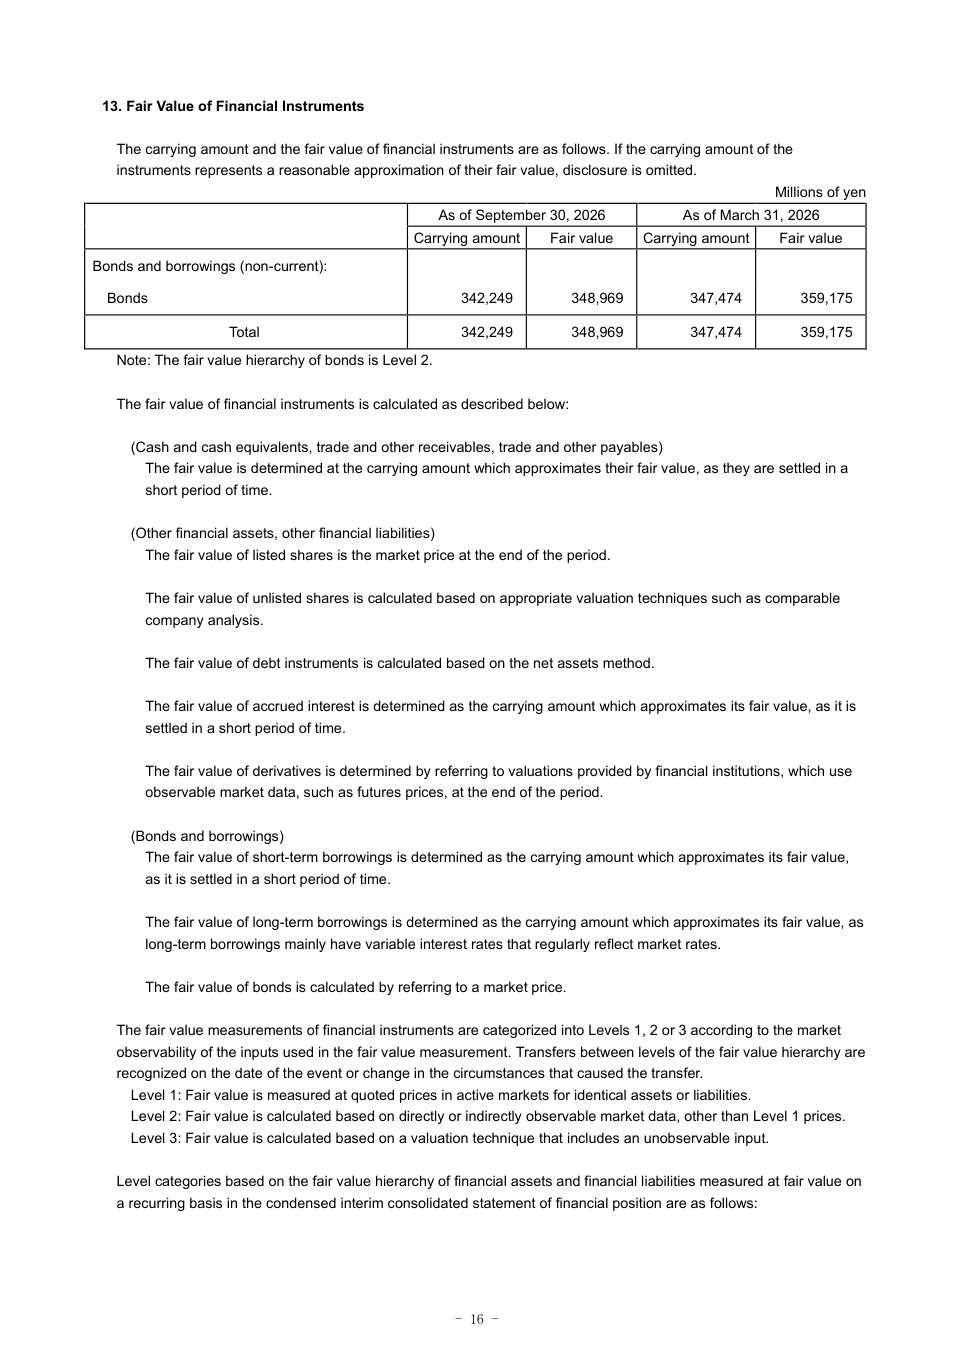 13. Fair Value of Financial Instruments
The carrying amount and the fair value of financial instruments are as follows. If the carrying amount of the
instruments represents a reasonable approximation of their fair value, disclosure is omitted.
Millions of yen
As of September 30, 2026 As of March 31, 2026
Carrying amount Fair value Carrying amount Fair value
Bonds and borrowings (non-current):
Bonds 342,249 348,969 347,474 359,175
Total 342,249 348,969 347,474 359,175
Note: The fair value hierarchy of bonds is Level 2.
The fair value of financial instruments is calculated as described below:
(Cash and cash equivalents, trade and other receivables, trade and other payables)
The fair value is determined at the carrying amount which approximates their fair value, as they are settled in a
short period of time.
(Other financial assets, other financial liabilities)
The fair value of listed shares is the market price at the end of the period.
The fair value of unlisted shares is calculated based on appropriate valuation techniques such as comparable
company analysis.
The fair value of debt instruments is calculated based on the net assets method.
The fair value of accrued interest is determined as the carrying amount which approximates its fair value, as it is
settled in a short period of time.
The fair value of derivatives is determined by referring to valuations provided by financial institutions, which use
observable market data, such as futures prices, at the end of the period.
(Bonds and borrowings)
The fair value of short-term borrowings is determined as the carrying amount which approximates its fair value,
as it is settled in a short period of time.
The fair value of long-term borrowings is determined as the carrying amount which approximates its fair value, as
long-term borrowings mainly have variable interest rates that regularly reflect market rates.
The fair value of bonds is calculated by referring to a market price.
The fair value measurements of financial instruments are categorized into Levels 1, 2 or 3 according to the market
observability of the inputs used in the fair value measurement. Transfers between levels of the fair value hierarchy are
recognized on the date of the event or change in the circumstances that caused the transfer.
Level 1: Fair value is measured at quoted prices in active markets for identical assets or liabilities.
Level 2: Fair value is calculated based on directly or indirectly observable market data, other than Level 1 prices.
Level 3: Fair value is calculated based on a valuation technique that includes an unobservable input.
Level categories based on the fair value hierarchy of financial assets and financial liabilities measured at fair value on
a recurring basis in the condensed interim consolidated statement of financial position are as follows:
- 16 -